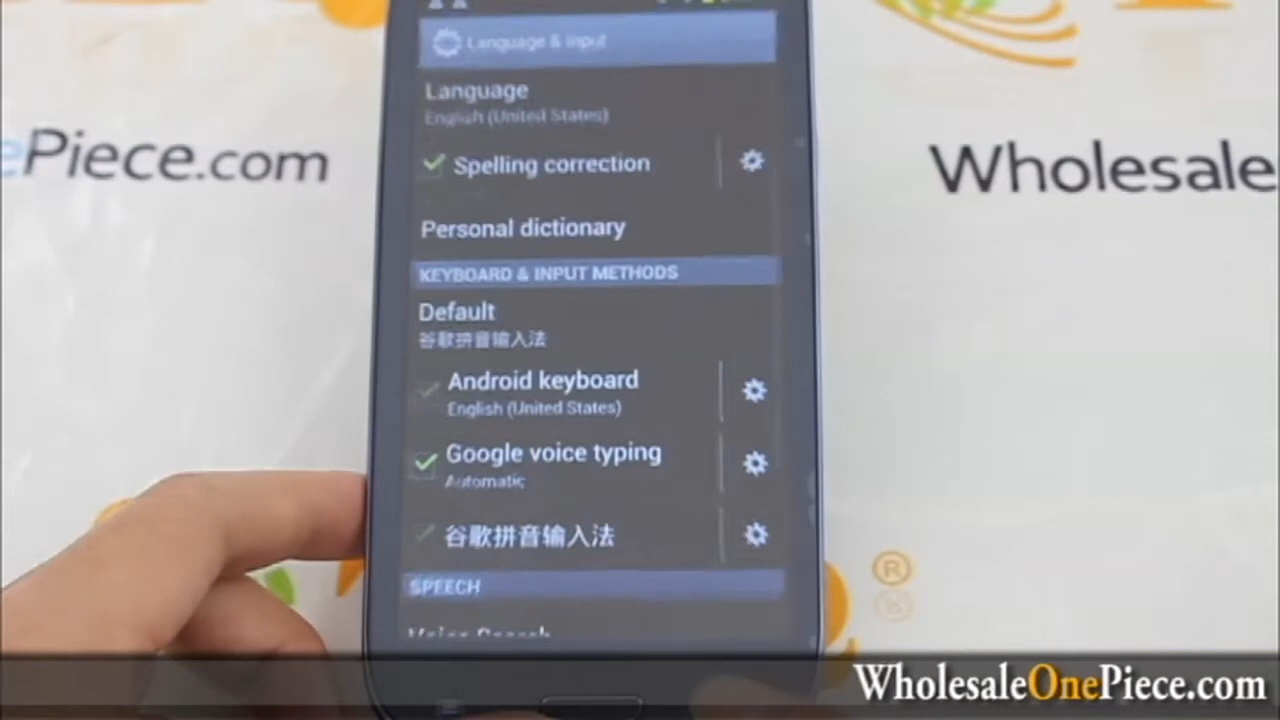 Language & input
Language
English (United States)
ePiece.com
Wholesale
Spelling correction
Personal dictionary
KEYBOARD & INPUT METHODS
Default
谷歌拼音输入法
Android keyboard
English (United States)
Google voice typing
Automatic
谷歌拼音输入法
®
SPEECH
Voice Search
WholesaleOnePiece.com